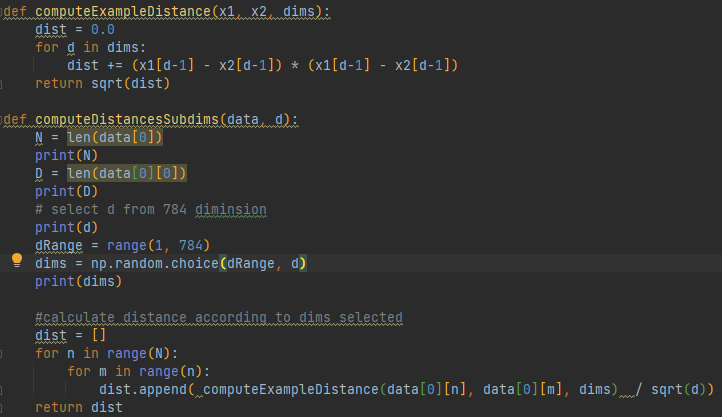 def computeExampleDistance(x1, x2, dims):
    dist = 0.0
    for d in dims:
        dist += (x1[d-1] - x2[d-1]) * (x1[d-1] - x2[d-1])
    return sqrt(dist)

def computeDistancesSubdims(data, d):
    N = len(data[0])
    print(N)
    D = len(data[0][0])
    print(D)
    # select d from 784 diminsion
    print(d)
    dRange = range(1, 784)
    dims = np.random.choice(dRange, d)
    print(dims)

    #calculate distance according to dims selected
    dist = []
    for n in range(N):
        for m in range(n):
            dist.append( computeExampleDistance(data[0][n], data[0][m], dims)  / sqrt(d))
    return dist